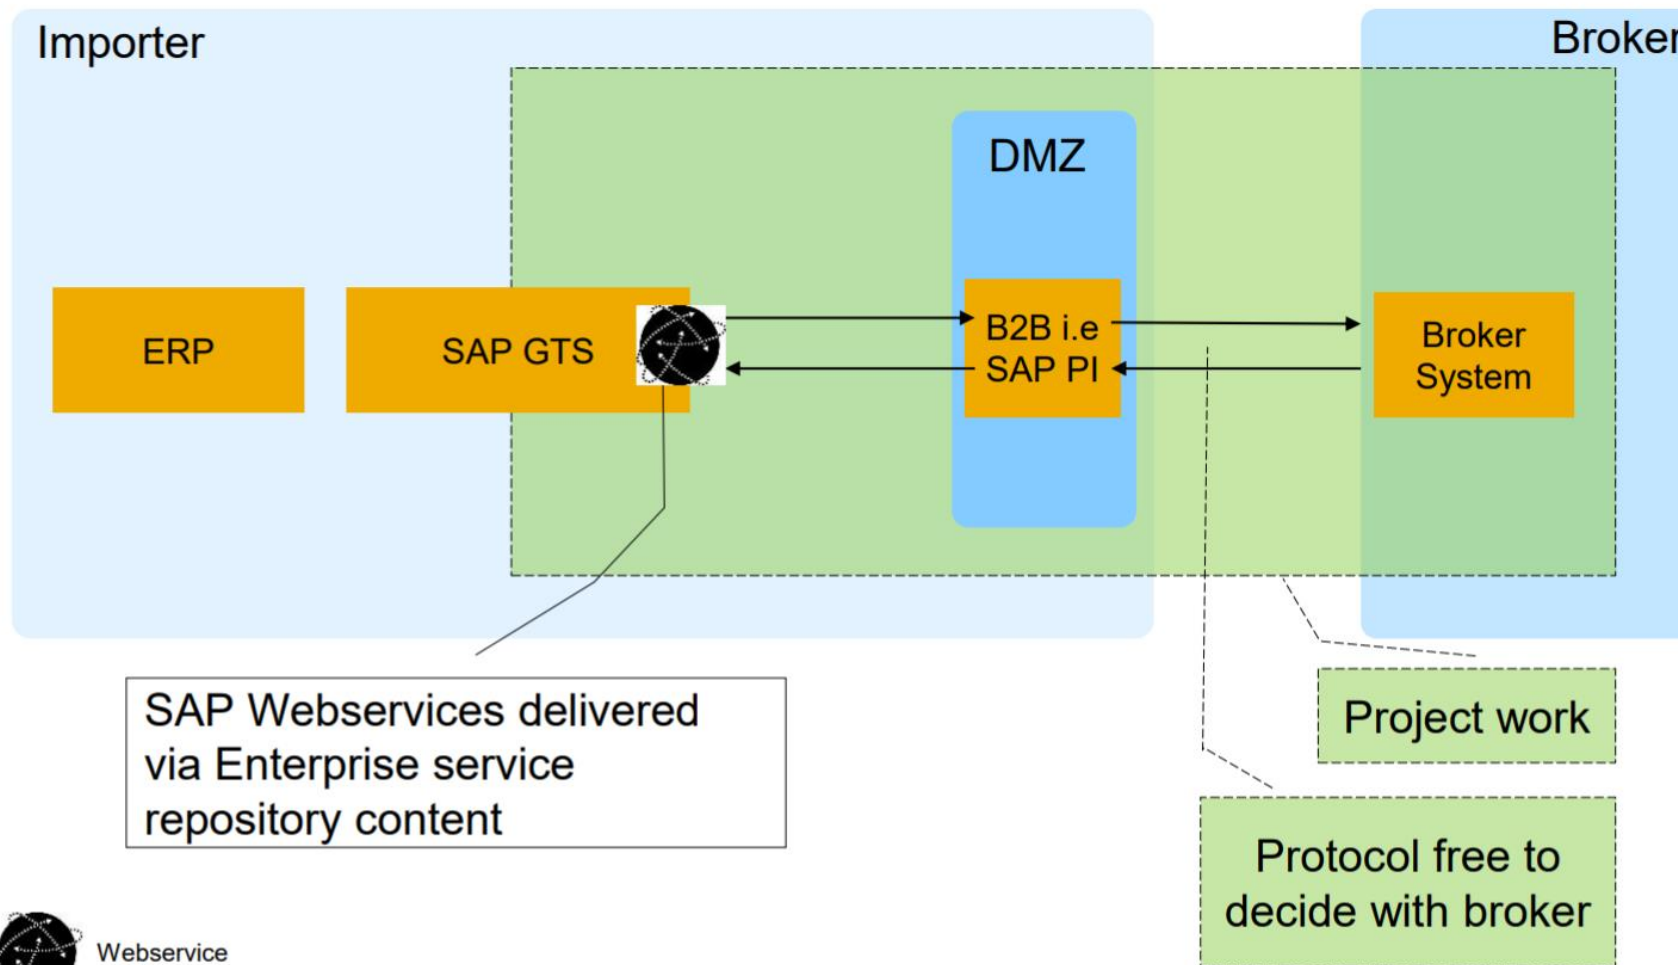 Importer
Broker
DMZ
ERP
SAP GTS
B2B i.e
SAP PI
Broker
System
SAP Webservices delivered
via Enterprise service
repository content
Project work
Protocol free to
decide with broker
Webservice